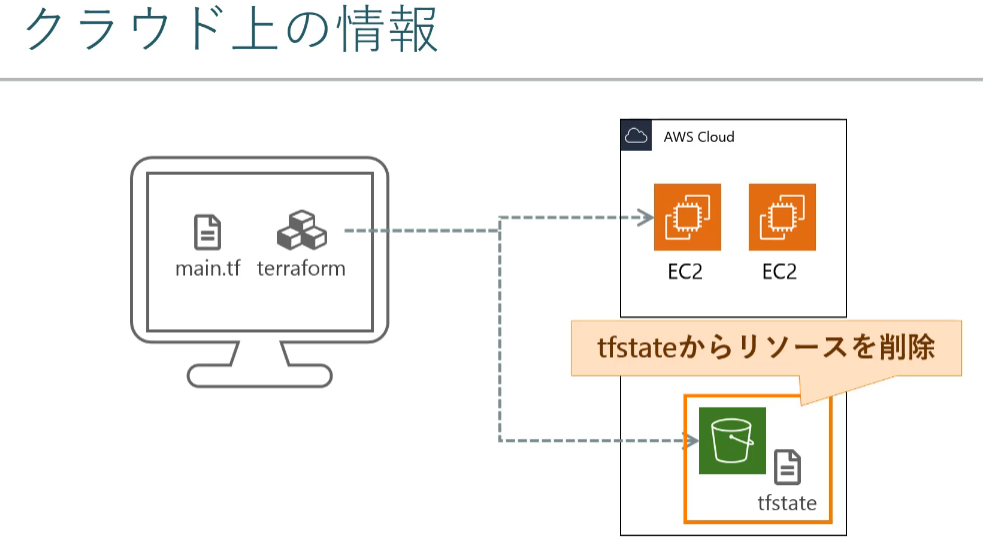 クラウド上の情報
AWS Cloud
main.tf
terraform
EC2
EC2
tfstateからリソースを削除
tfstate